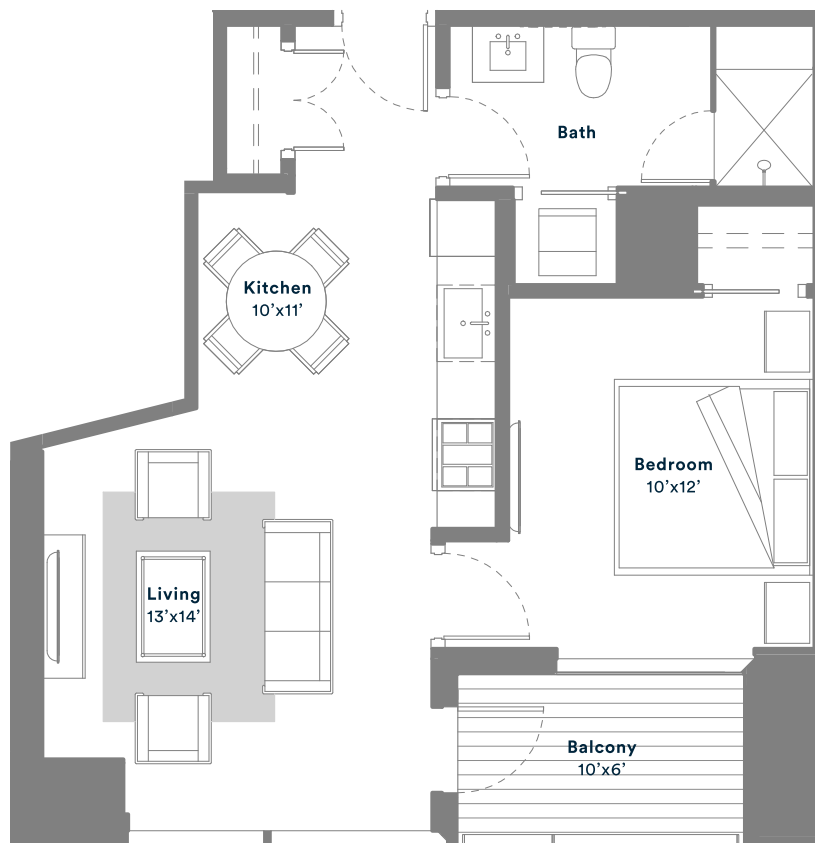 Bath
Kitchen
10’x11’
Bedroom
10’x12’
Living
13’x14’
Balcony
10’x6’